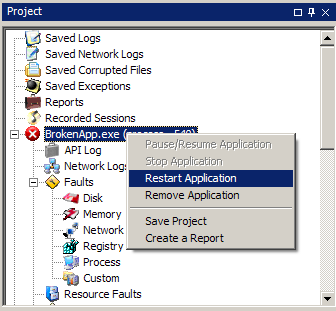 Project
Saved Logs
Saved Network Logs
Saved Corrupted Files
Saved Exceptions
Reports
Recorded Sessions
BrokenApp.exe
API Log
Network Logs
Faults
Disk
Memory
Network
Registry
Process
Custom
Resource Faults
Pause/Resume Application
Stop Application
Restart Application
Remove Application
Save Project
Create a Report